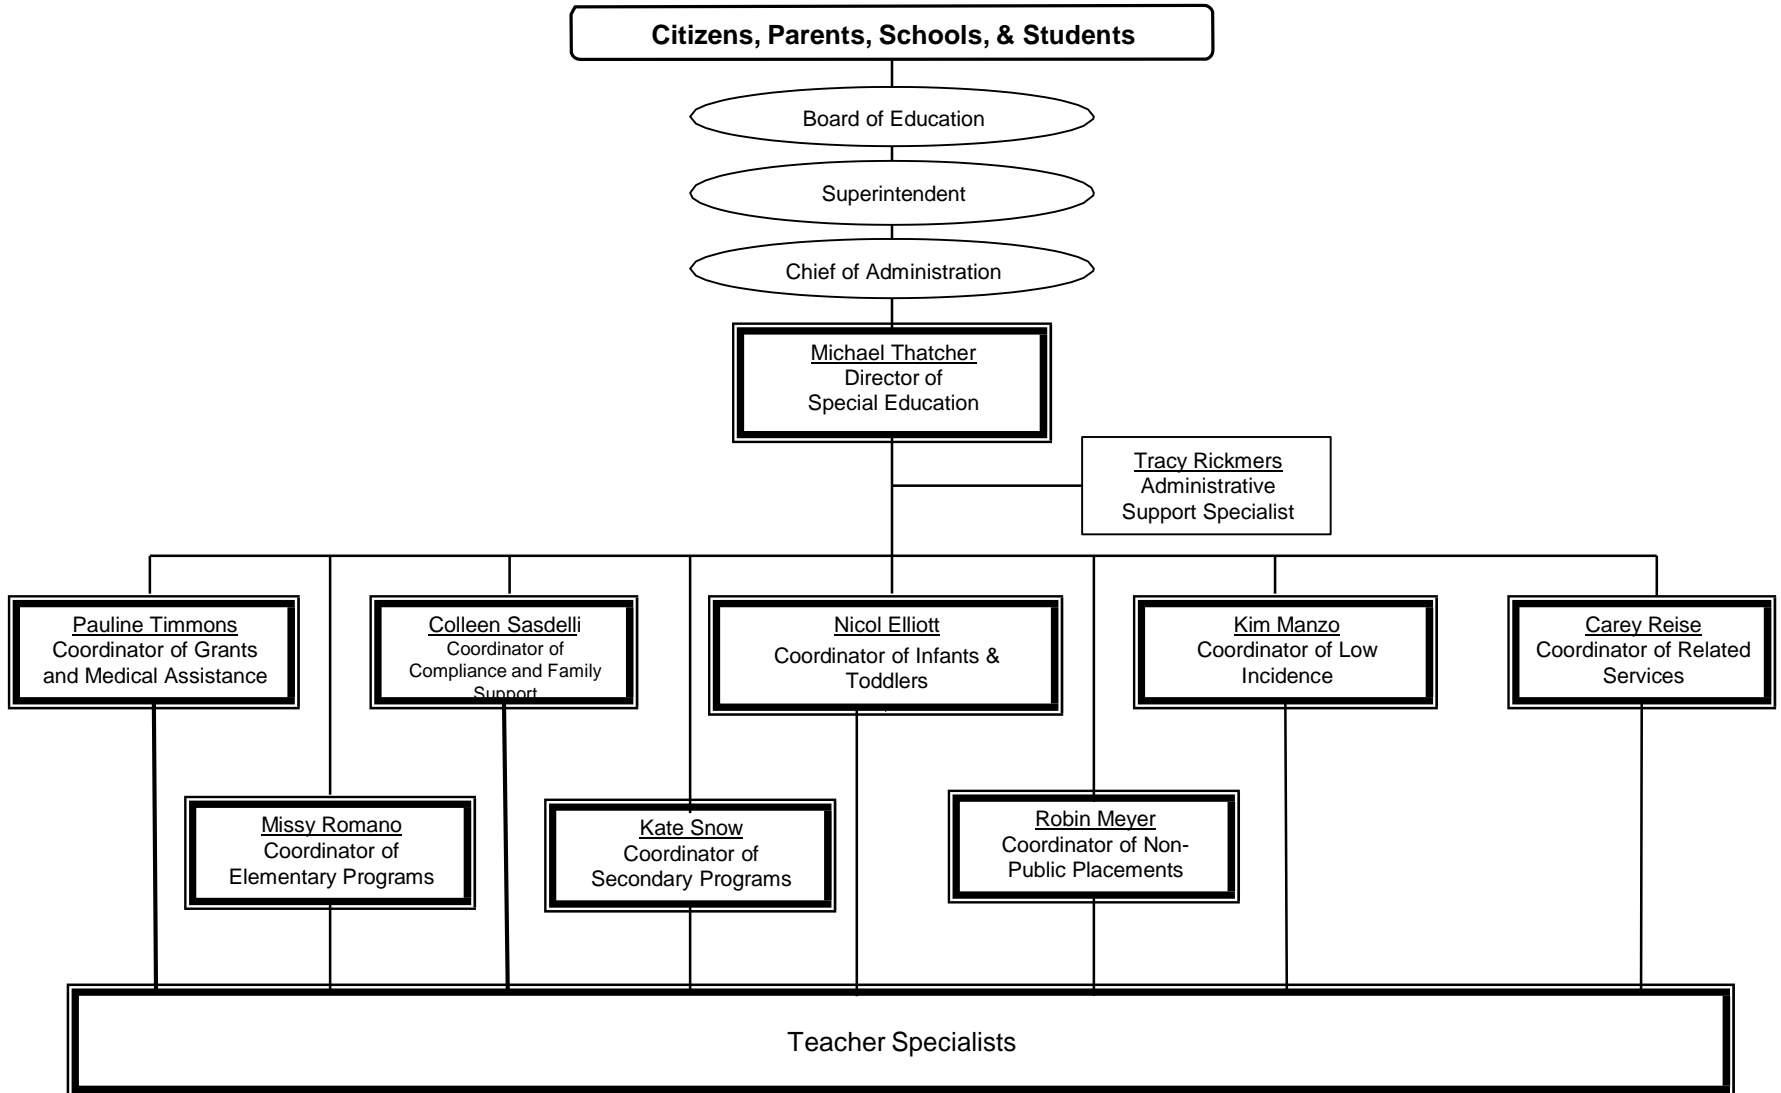 Citizens, Parents, Schools, & Students
Board of Education
Superintendent
Chief of Administration
Michael Thatcher
Director of
Special Education
Tracy Rickmers
Administrative
Support Specialist
Pauline Timmons
Coordinator of Grants
and Medical Assistance
Colleen Sasdelli
Coordinator of
Compliance and Family
Support
Nicol Elliott
Coordinator of Infants &
Toddlers
Kim Manzo
Coordinator of Low
Incidence
Carey Reise
Coordinator of Related
Services
Missy Romano
Coordinator of
Elementary Programs
Kate Snow
Coordinator of
Secondary Programs
Robin Meyer
Coordinator of Non-
Public Placements
Teacher Specialists